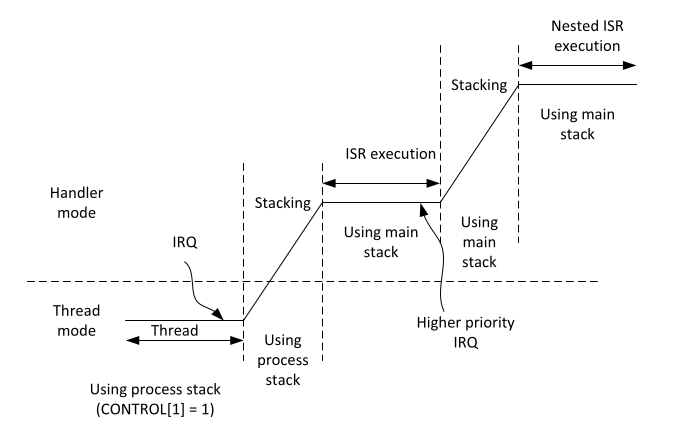 Nested ISR
execution
Stacking
Using main
stack
ISR execution
Handler
mode
Stacking
Using main
stack
Using
main
stack
IRQ
Thread
mode
Thread
Using
process
stack
Higher priority
IRQ
Using process stack
(CONTROL[1] = 1)